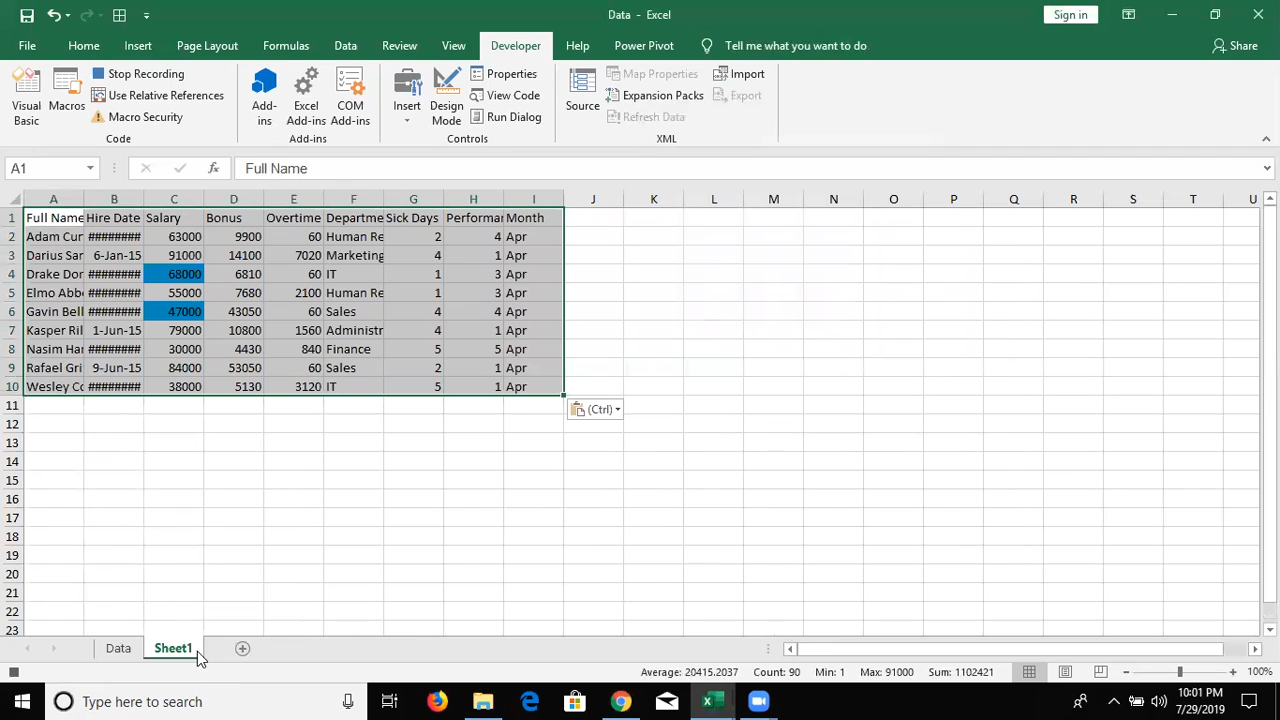 Data - Excel
Sign in
File Home Insert Page Layout Formulas Data Review View Developer Help Power Pivot Tell me what you want to do Share
Visual Basic
Macros
Stop Recording
Use Relative References
Macro Security
Code
Add-ins
Excel Add-ins
COM Add-ins
Add-ins
Insert
Design Mode
Properties
View Code
Run Dialog
Controls
Source
Map Properties
Expansion Packs
Refresh Data
Import
Export
XML
A1 fx Full Name
A B C D E F G H I J K L M N O P Q R S T U
1 Full Name Hire Date Salary Bonus Overtime Departme Sick Days Performar Month
2 Adam Cur ######## 63000 9900 60 Human Re 2 4 Apr
3 Darius Sar 6-Jan-15 91000 14100 7020 Marketing 4 1 Apr
4 Drake Dor ######## 68000 6810 60 IT 1 3 Apr
5 Elmo Abbo ######## 55000 7680 2100 Human Re 1 3 Apr
6 Gavin Bell ######## 47000 43050 60 Sales 4 4 Apr
7 Kasper Ril 1-Jun-15 79000 10800 1560 Administr 4 1 Apr
8 Nasim Har ######## 30000 4430 840 Finance 5 5 Apr
9 Rafael Gri 9-Jun-15 84000 53050 60 Sales 2 1 Apr
10 Wesley Co ######## 38000 5130 3120 IT 5 1 Apr
11 (Ctrl)
12
13
14
15
16
17
18
19
20
21
22
23
Data Sheet1
Average: 20415.2037 Count: 90 Min: 1 Max: 91000 Sum: 1102421 100%
Type here to search
10:01 PM
7/29/2019